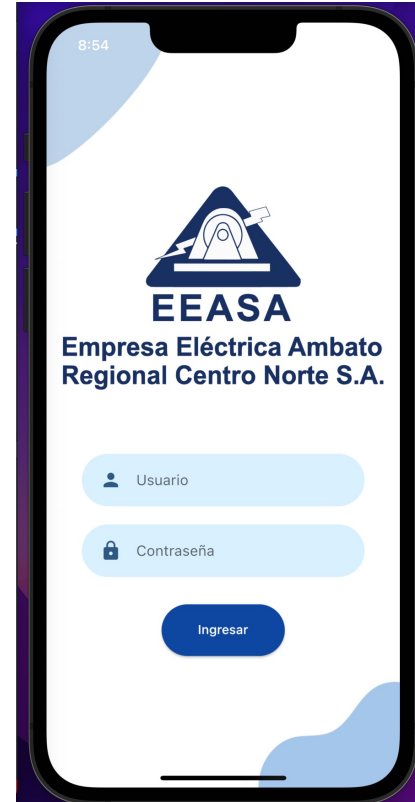 8:54
EEASA
Empresa Eléctrica Ambato
Regional Centro Norte S.A.
Usuario
Contraseña
Ingresar